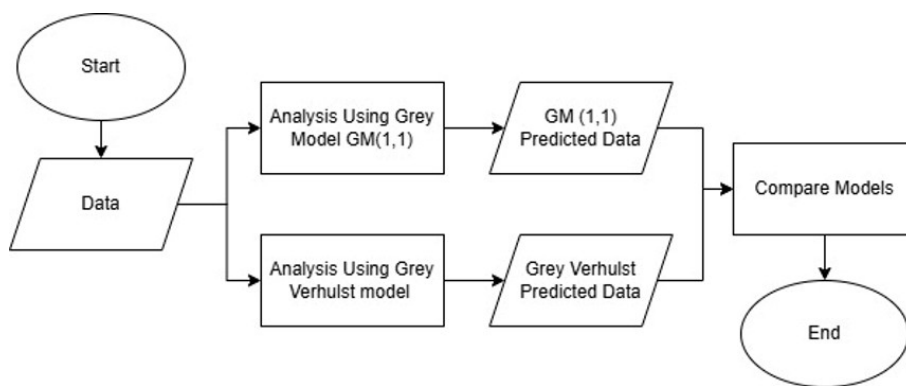 Start
Data
Analysis Using Grey
Model GM(1,1)
GM (1,1)
Predicted Data
Analysis Using Grey
Verhulst model
Grey Verhulst
Predicted Data
Compare Models
End